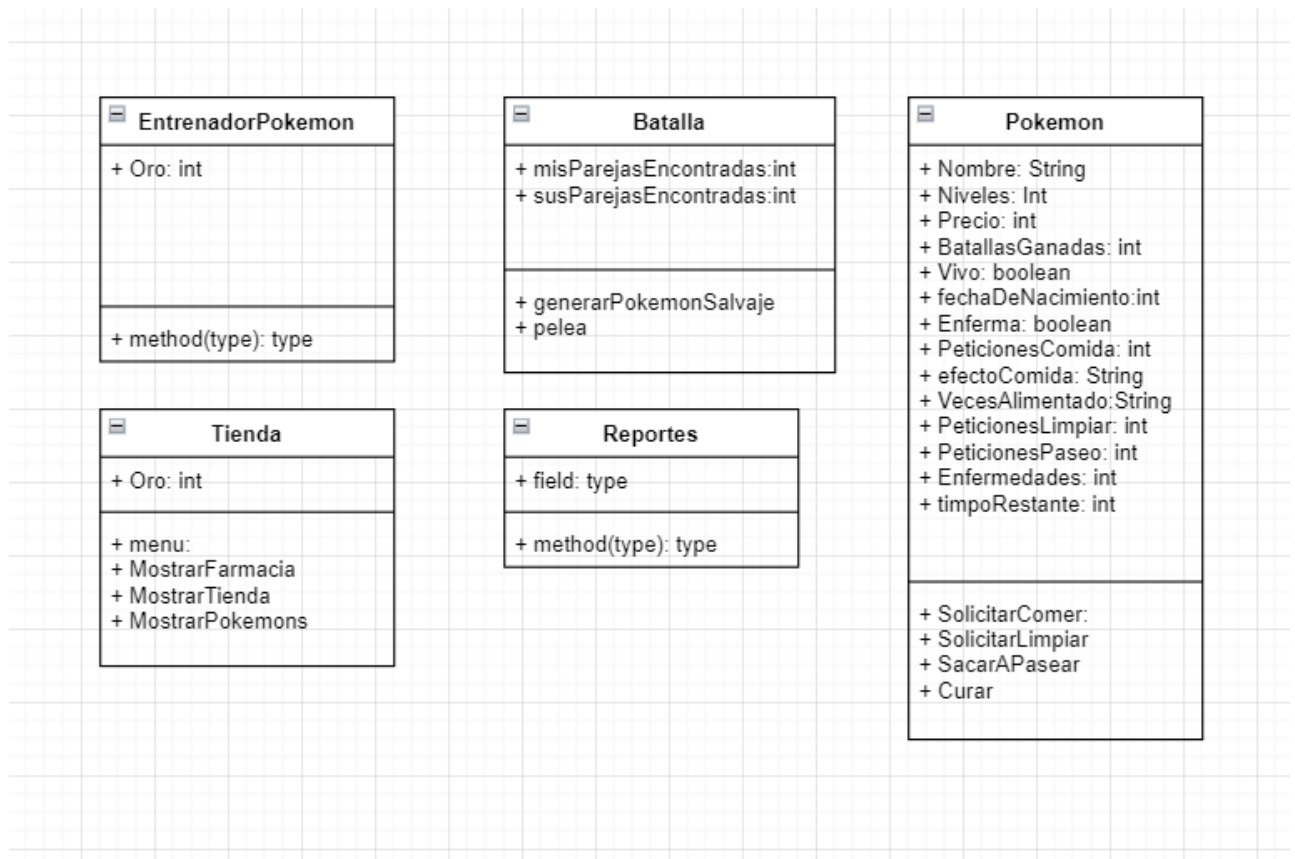 EntrenadorPokemon
+ Oro: int
+ method(type): type
Batalla
+ misParejasEncontradas:int
+ susParejasEncontradas:int
+ generarPokemonSalvaje
+ pelea
Pokemon
+ Nombre: String
+ Niveles: Int
+ Precio: int
+ BatallasGanadas: int
+ Vivo: boolean
+ fechaDeNacimiento:int
+ Enferma: boolean
+ PeticionesComida: int
+ efectoComida: String
+ VecesAlimentado:String
+ PeticionesLimpiar: int
+ PeticionesPaseo: int
+ Enfermedades: int
+ timpoRestante: int
+ SolicitarComer:
+ SolicitarLimpiar
+ SacarAPasear
+ Curar
Tienda
+ Oro: int
+ menu:
+ MostrarFarmacia
+ MostrarTienda
+ MostrarPokemons
Reportes
+ field: type
+ method(type): type